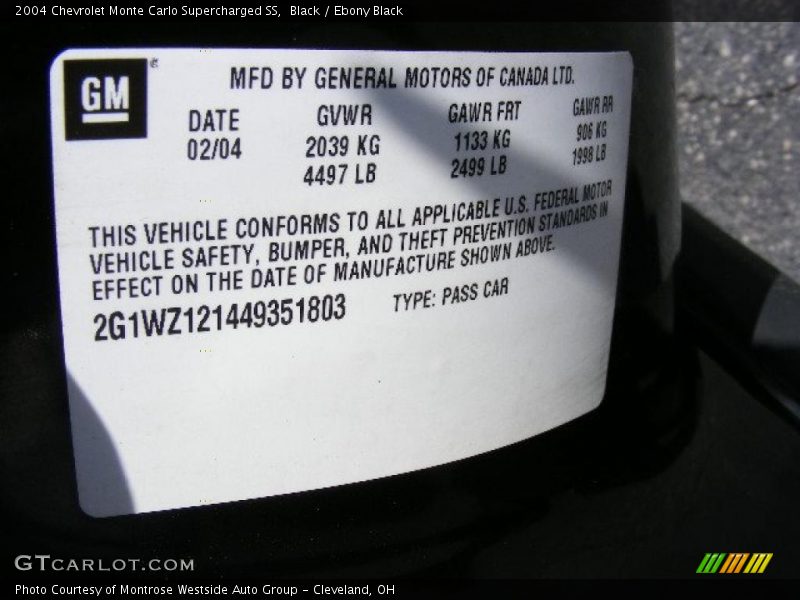 2004 Chevrolet Monte Carlo Supercharged SS, Black / Ebony Black
GM®
MFD BY GENERAL MOTORS OF CANADA LTD.
DATE GVWR GAWR FRT GAWR RR
02/04 2039 KG 1133 KG 906 KG
4497 LB 2499 LB 1998 LB
THIS VEHICLE CONFORMS TO ALL APPLICABLE U.S. FEDERAL MOTOR
VEHICLE SAFETY, BUMPER, AND THEFT PREVENTION STANDARDS IN
EFFECT ON THE DATE OF MANUFACTURE SHOWN ABOVE.
2G1WZ121449351803 TYPE: PASS CAR
GTCARLOT.COM
Photo Courtesy of Montrose Westside Auto Group - Cleveland, OH